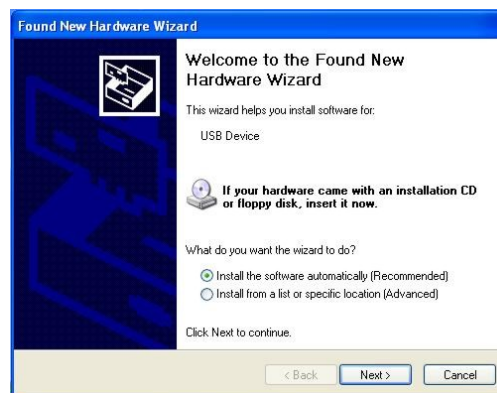 Found New Hardware Wizard
Welcome to the Found New
Hardware Wizard
This wizard helps you install software for:
USB Device
If your hardware came with an installation CD
or floppy disk, insert it now.
What do you want the wizard to do?
Install the software automatically (Recommended)
Install from a list or specific location (Advanced)
Click Next to continue.
< Back Next > Cancel